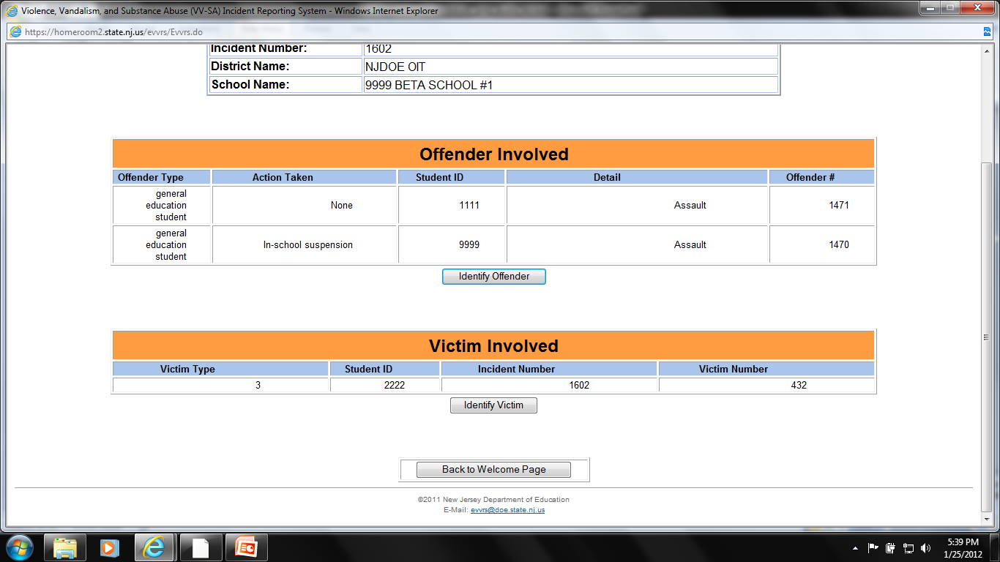 Violence, Vandalism, and Substance Abuse (VV-SA) Incident Reporting System - Windows Internet Explorer
https://homeroom2.state.nj.us/evvrs/Evvrs.do
Incident Number: 1602
District Name: NJDOE OIT
School Name: 9999 BETA SCHOOL #1
Offender Involved
Offender Type Action Taken Student ID Detail Offender #
general
education
student
None 1111 Assault 1471
general
education
student
In-school suspension 9999 Assault 1470
Identify Offender
Victim Involved
Victim Type Student ID Incident Number Victim Number
3 2222 1602 432
Identify Victim
Back to Welcome Page
©2011 New Jersey Department of Education
E-Mail: evvrs@doe.state.nj.us
5:39 PM
1/25/2012